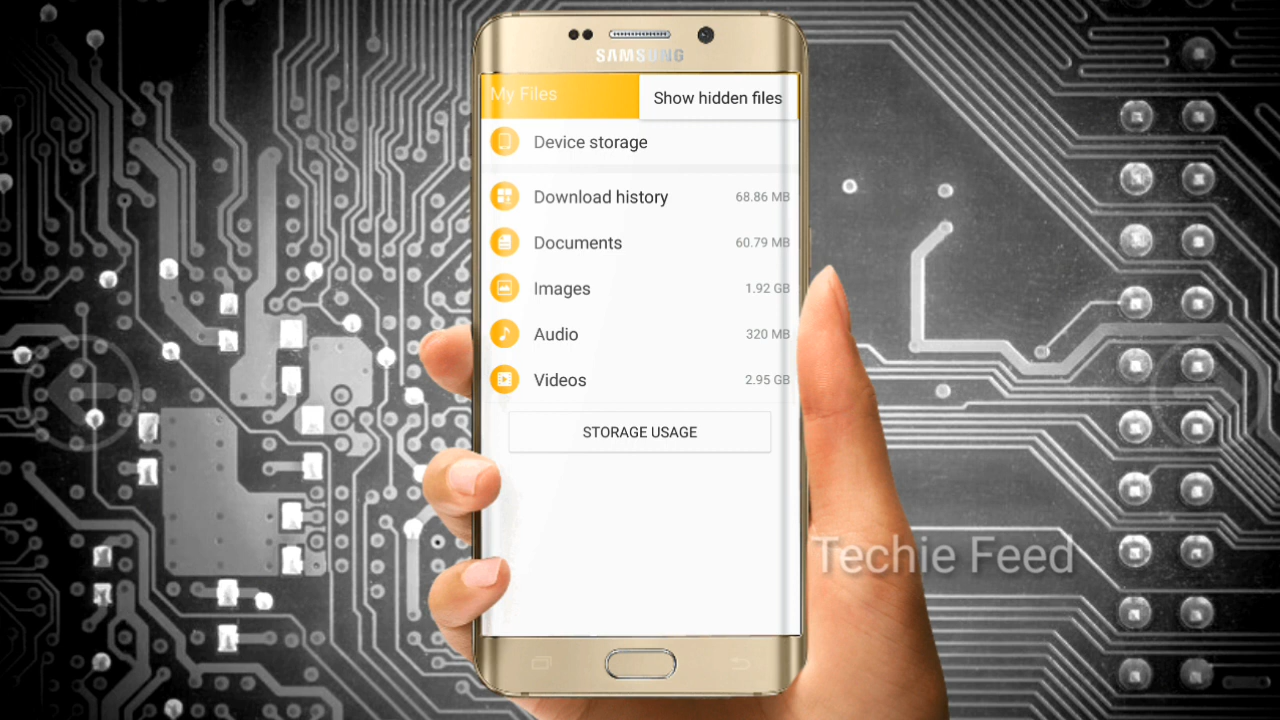 SAMSUNG
My Files
Show hidden files
Device storage
Download history 68.86 MB
Documents 60.79 MB
Images 1.92 GB
Audio 320 MB
Videos 2.95 GB
STORAGE USAGE
Techie Feed